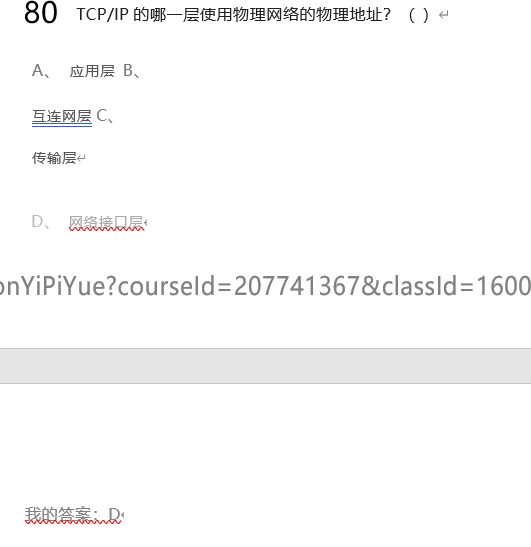 80 TCP/IP 的哪一层使用物理网络的物理地址？（ ）↵
A、 应用层 B、
互连网层 C、
传输层↵
D、 网络接口层↵
onYiPiYue?courseId=207741367&classId=1600
我的答案：D↵